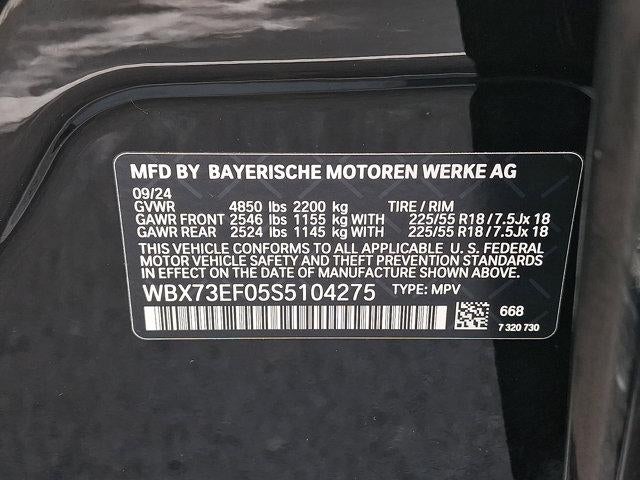 MFD BY BAYERISCHE MOTOREN WERKE AG
09/24
GVWR 4850 lbs 2200 kg TIRE / RIM
GAWR FRONT 2546 lbs 1155 kg WITH 225/55 R18 / 7.5Jx 18
GAWR REAR 2524 lbs 1145 kg WITH 225/55 R18 / 7.5Jx 18
THIS VEHICLE CONFORMS TO ALL APPLICABLE U. S. FEDERAL
MOTOR VEHICLE SAFETY AND THEFT PREVENTION STANDARDS
IN EFFECT ON THE DATE OF MANUFACTURE SHOWN ABOVE.
WBX73EF05S5104275 TYPE: MPV
668
7 320 730